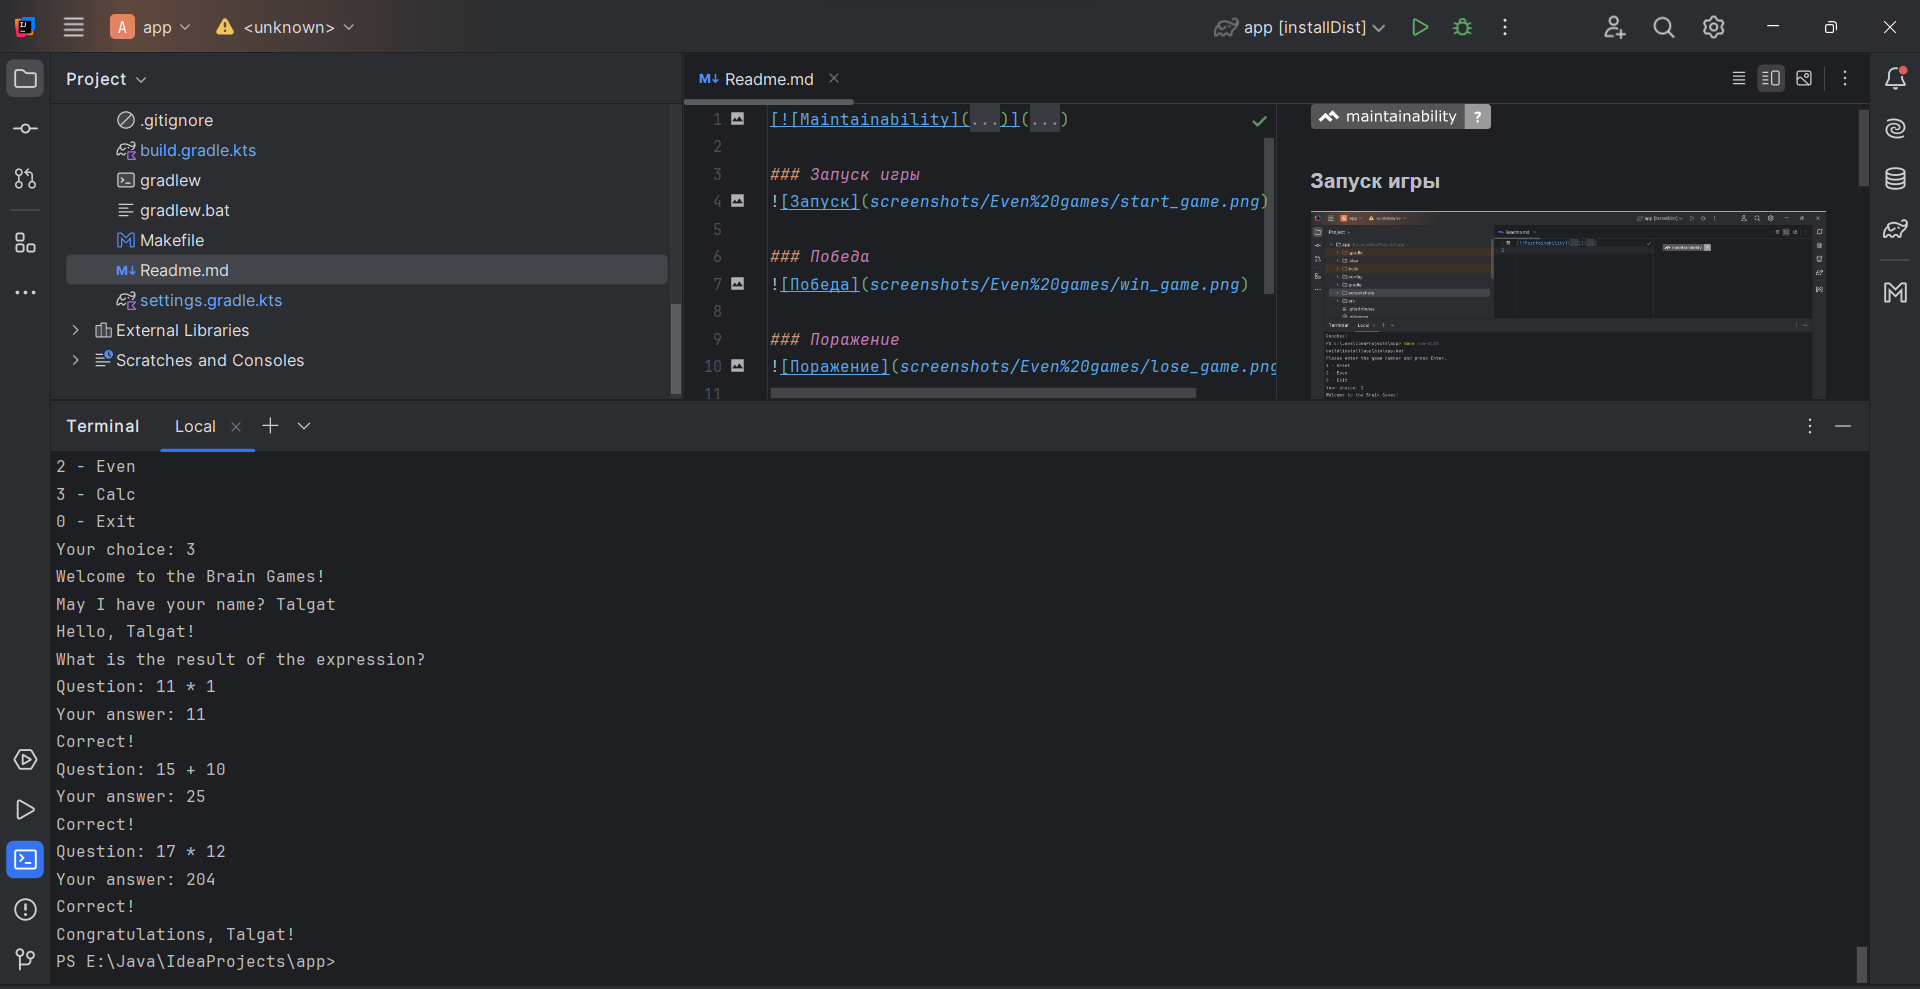 A app <unknown> app [installDist]
Project
.gitignore
build.gradle.kts
gradlew
gradlew.bat
Makefile
Readme.md
settings.gradle.kts
External Libraries
Scratches and Consoles
Readme.md
1 [![Maintainability](...)](...)
2
3 ### Запуск игры
4 ![Запуск](screenshots/Even%20games/start_game.png)
5
6 ### Победа
7 ![Победа](screenshots/Even%20games/win_game.png)
8
9 ### Поражение
10 ![Поражение](screenshots/Even%20games/lose_game.png
11
maintainability ?
Запуск игры
Terminal Local
2 - Even
3 - Calc
0 - Exit
Your choice: 3
Welcome to the Brain Games!
May I have your name? Talgat
Hello, Talgat!
What is the result of the expression?
Question: 11 * 1
Your answer: 11
Correct!
Question: 15 + 10
Your answer: 25
Correct!
Question: 17 * 12
Your answer: 204
Correct!
Congratulations, Talgat!
PS E:\Java\IdeaProjects\app>